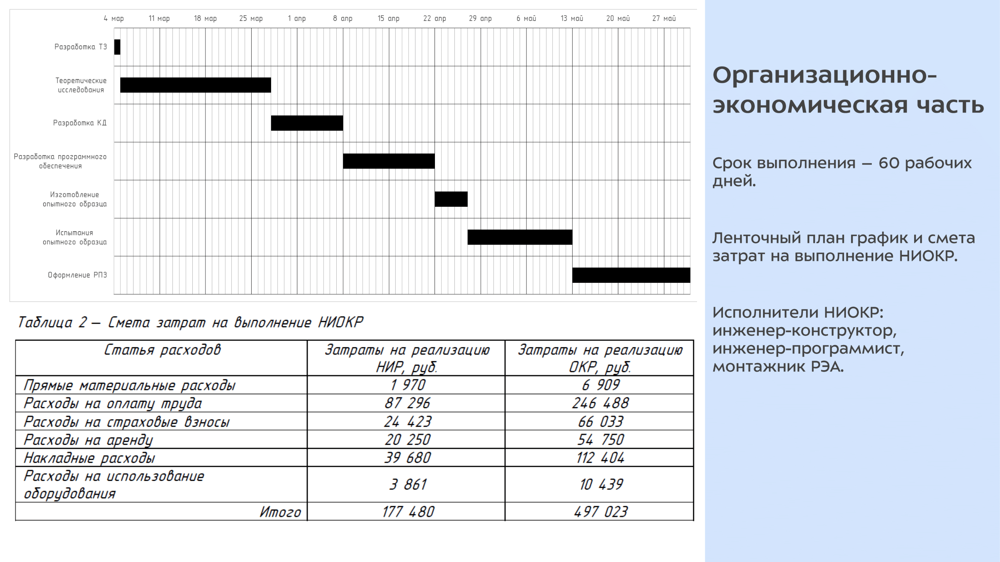 4 мар 11 мар 18 мар 25 мар 1 апр 8 апр 15 апр 22 апр 29 апр 6 май 13 май 20 май 27 май
Разработка ТЗ
Теоретические
исследования
Разработка КД
Разработка программного
обеспечения
Изготовление
опытного образца
Испытания
опытного образца
Оформление РПЗ
Таблица 2 – Смета затрат на выполнение НИОКР
Статья расходов
Затраты на реализацию
НИР, руб.
Затраты на реализацию
ОКР, руб.
Прямые материальные расходы 1 970 6 909
Расходы на оплату труда 87 296 246 488
Расходы на страховые взносы 24 423 66 033
Расходы на аренду 20 250 54 750
Накладные расходы 39 680 112 404
Расходы на использование
оборудования
3 861 10 439
Итого 177 480 497 023
Организационно-
экономическая часть
Срок выполнения – 60 рабочих
дней.
Ленточный план график и смета
затрат на выполнение НИОКР.
Исполнители НИОКР:
инженер-конструктор,
инженер-программист,
монтажник РЭА.